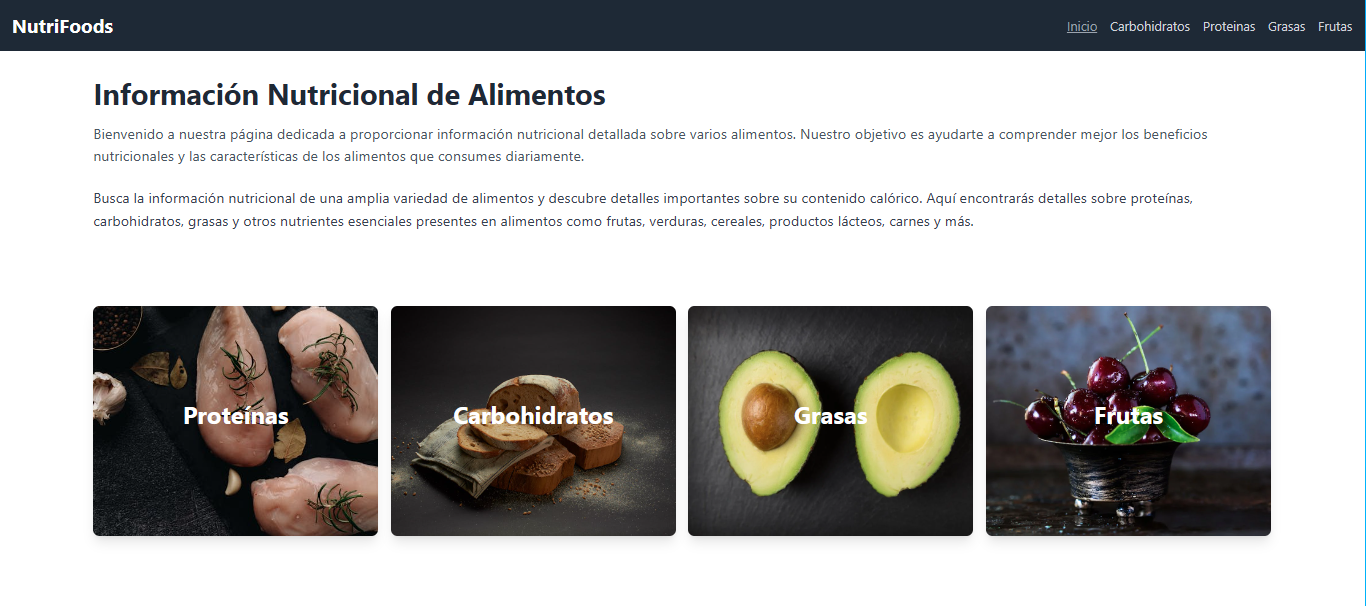 NutriFoods
Inicio Carbohidratos Proteinas Grasas Frutas
Información Nutricional de Alimentos
Bienvenido a nuestra página dedicada a proporcionar información nutricional detallada sobre varios alimentos. Nuestro objetivo es ayudarte a comprender mejor los beneficios
nutricionales y las características de los alimentos que consumes diariamente.
Busca la información nutricional de una amplia variedad de alimentos y descubre detalles importantes sobre su contenido calórico. Aquí encontrarás detalles sobre proteínas,
carbohidratos, grasas y otros nutrientes esenciales presentes en alimentos como frutas, verduras, cereales, productos lácteos, carnes y más.
Proteínas
Carbohidratos
Grasas
Frutas